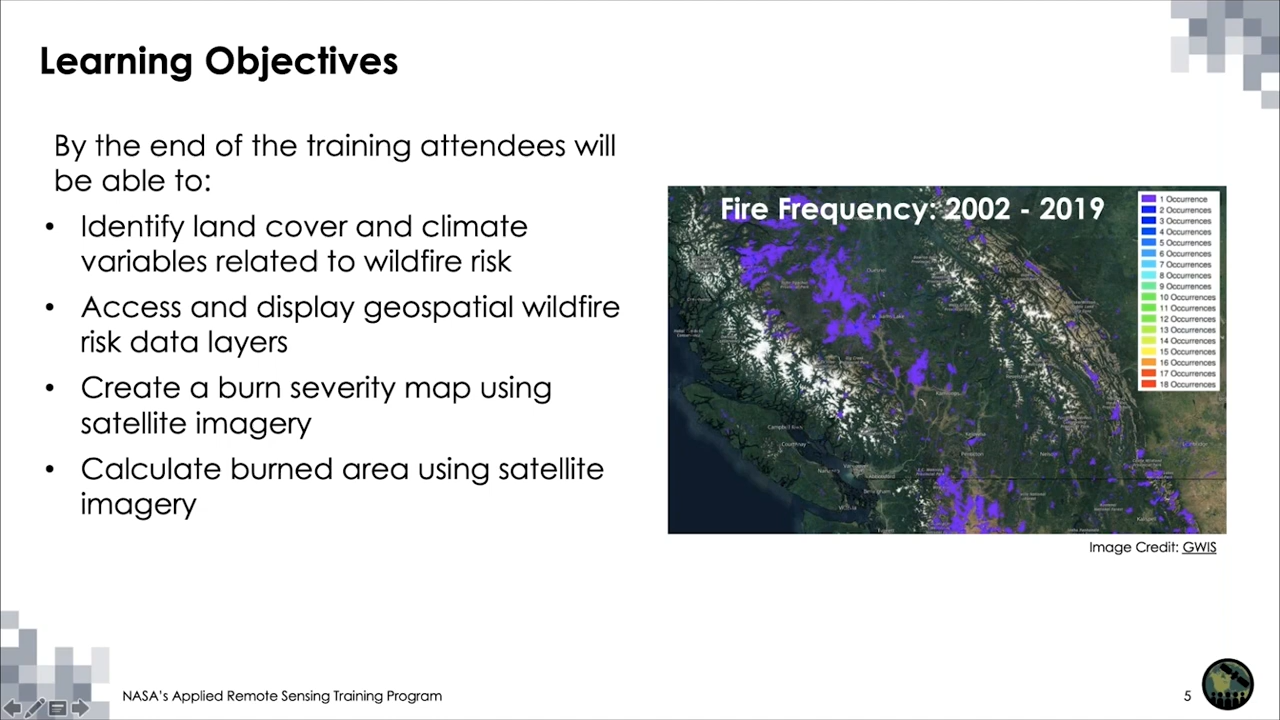 Learning Objectives
By the end of the training attendees will
be able to:
• Identify land cover and climate
variables related to wildfire risk
• Access and display geospatial wildfire
risk data layers
• Create a burn severity map using
satellite imagery
• Calculate burned area using satellite
imagery
Fire Frequency: 2002 - 2019
1 Occurrence
2 Occurrences
3 Occurrences
4 Occurrences
5 Occurrences
6 Occurrences
7 Occurrences
8 Occurrences
9 Occurrences
10 Occurrences
11 Occurrences
12 Occurrences
13 Occurrences
14 Occurrences
15 Occurrences
16 Occurrences
17 Occurrences
18 Occurrences
Campbell River
Courtenay
Image Credit: GWIS
NASA's Applied Remote Sensing Training Program
5